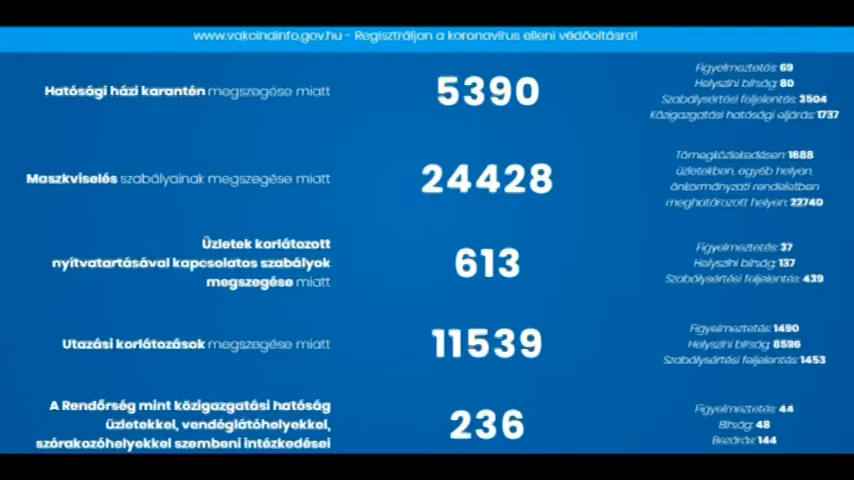 www.vakcinainfo.gov.hu - Regisztráljon a koronavírus elleni védőoltásra!
Hatósági házi karantén megszegése miatt
5390
Figyelmeztetés: 69
Helyszíni bírság: 80
Szabálysértési feljelentés: 3504
Közigazgatási hatósági eljárás: 1737
Maszkviselés szabályainak megszegése miatt
24428
Tömegközlekedésen: 1688
üzletekben, egyéb helyen,
önkormányzati rendeletben
meghatározott helyen: 22740
Üzletek korlátozott
nyitvatartásával kapcsolatos szabályok
megszegése miatt
613
Figyelmeztetés: 37
Helyszíni bírság: 137
Szabálysértési feljelentés: 439
Utazási korlátozások megszegése miatt
11539
Figyelmeztetés: 1490
Helyszíni bírság: 8596
Szabálysértési feljelentés: 1453
A Rendőrség mint közigazgatási hatóság
üzletekkel, vendéglátóhelyekkel,
szórakozóhelyekkel szembeni intézkedései
236
Figyelmeztetés: 44
Bírság: 48
Bezárás: 144